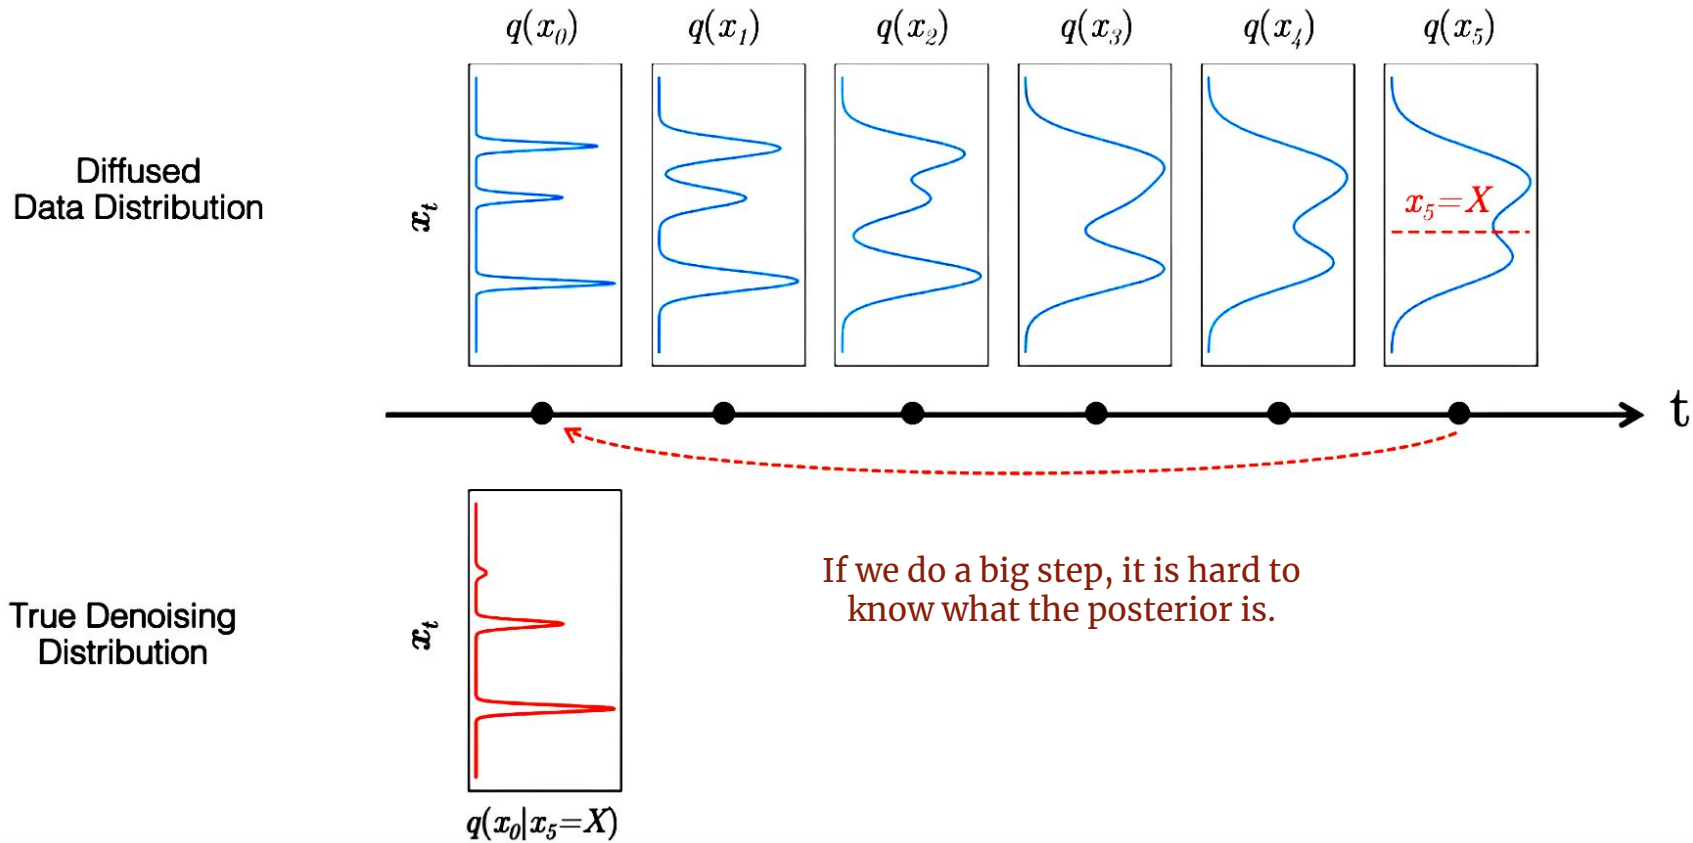 q(x₀) q(x₁) q(x₂) q(x₃) q(x₄) q(x₅)
Diffused
Data Distribution
xₜ
x₅=X
t
If we do a big step, it is hard to
know what the posterior is.
True Denoising
Distribution
xₜ
q(x₀|x₅=X)